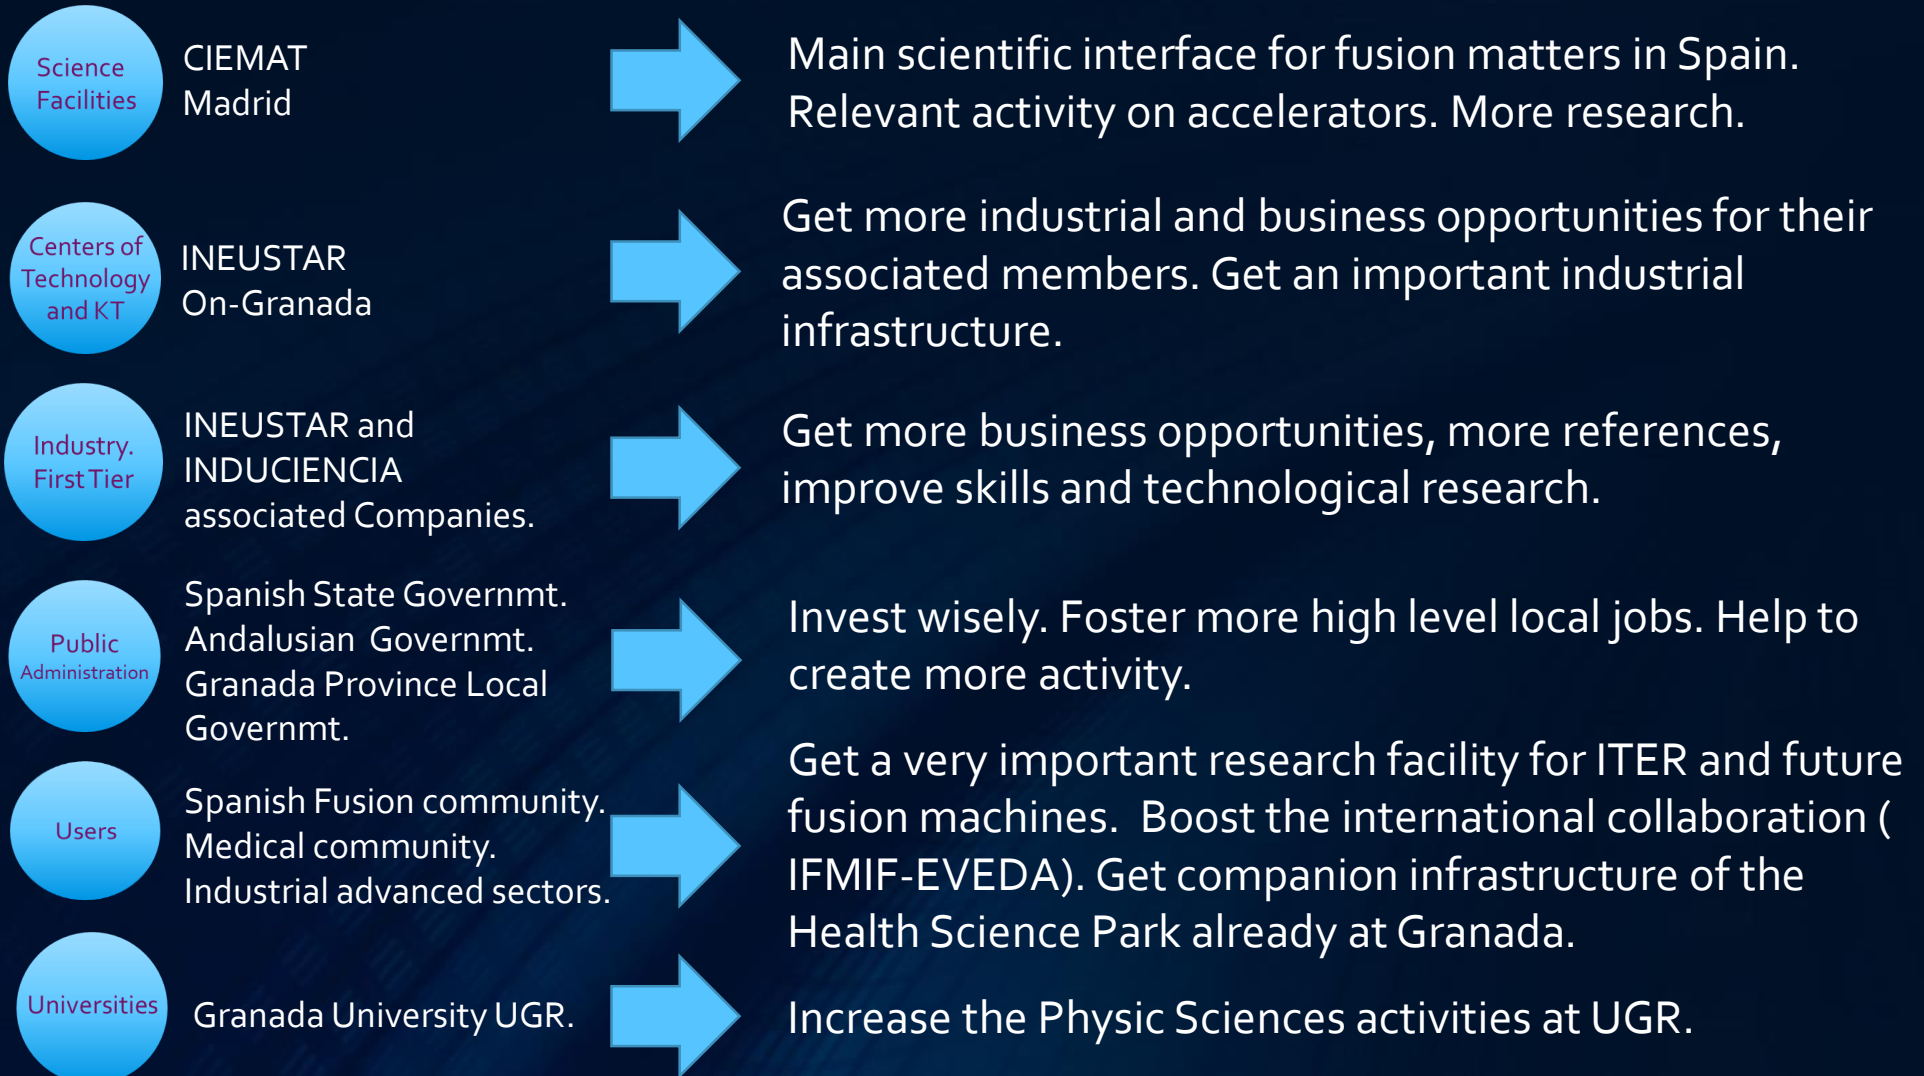 Science
Facilities
CIEMAT
Madrid
Main scientific interface for fusion matters in Spain.
Relevant activity on accelerators. More research.
Centers of
Technology
and KT
INEUSTAR
On-Granada
Get more industrial and business opportunities for their
associated members. Get an important industrial
infrastructure.
Industry.
First Tier
INEUSTAR and
INDUCIENCIA
associated Companies.
Get more business opportunities, more references,
improve skills and technological research.
Public
Administration
Spanish State Governmt.
Andalusian Governmt.
Granada Province Local
Governmt.
Invest wisely. Foster more high level local jobs. Help to
create more activity.
Users
Spanish Fusion community.
Medical community.
Industrial advanced sectors.
Get a very important research facility for ITER and future
fusion machines. Boost the international collaboration (
IFMIF-EVEDA). Get companion infrastructure of the
Health Science Park already at Granada.
Universities
Granada University UGR.
Increase the Physic Sciences activities at UGR.